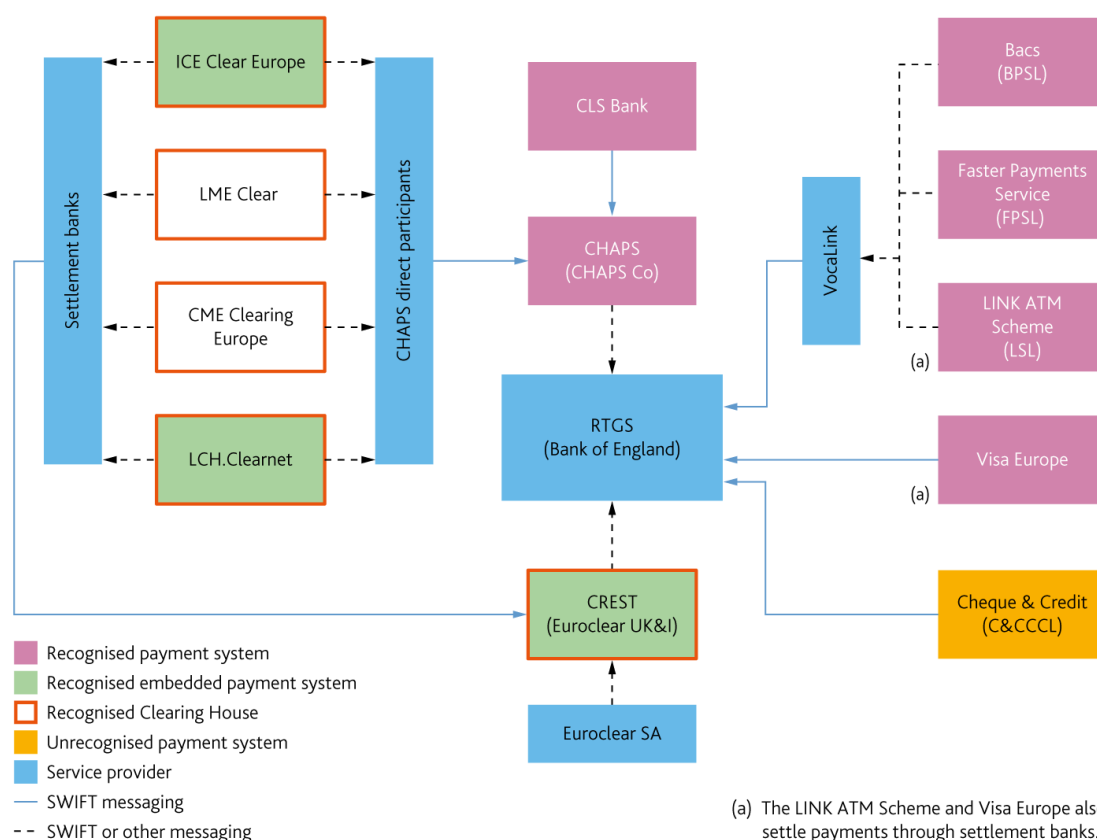 ICE Clear Europe
Settlement banks
LME Clear
CME Clearing
Europe
LCH.Clearnet
CHAPS direct participants
CLS Bank
CHAPS
(CHAPS Co)
RTGS
(Bank of England)
CREST
(Euroclear UK&I)
Euroclear SA
VocaLink
Bacs
(BPSL)
Faster Payments
Service
(FPSL)
LINK ATM
Scheme
(LSL)
(a)
Visa Europe
(a)
Cheque & Credit
(C&CCCL)
Recognised payment system
Recognised embedded payment system
Recognised Clearing House
Unrecognised payment system
Service provider
SWIFT messaging
SWIFT or other messaging
(a) The LINK ATM Scheme and Visa Europe als
settle payments through settlement banks.